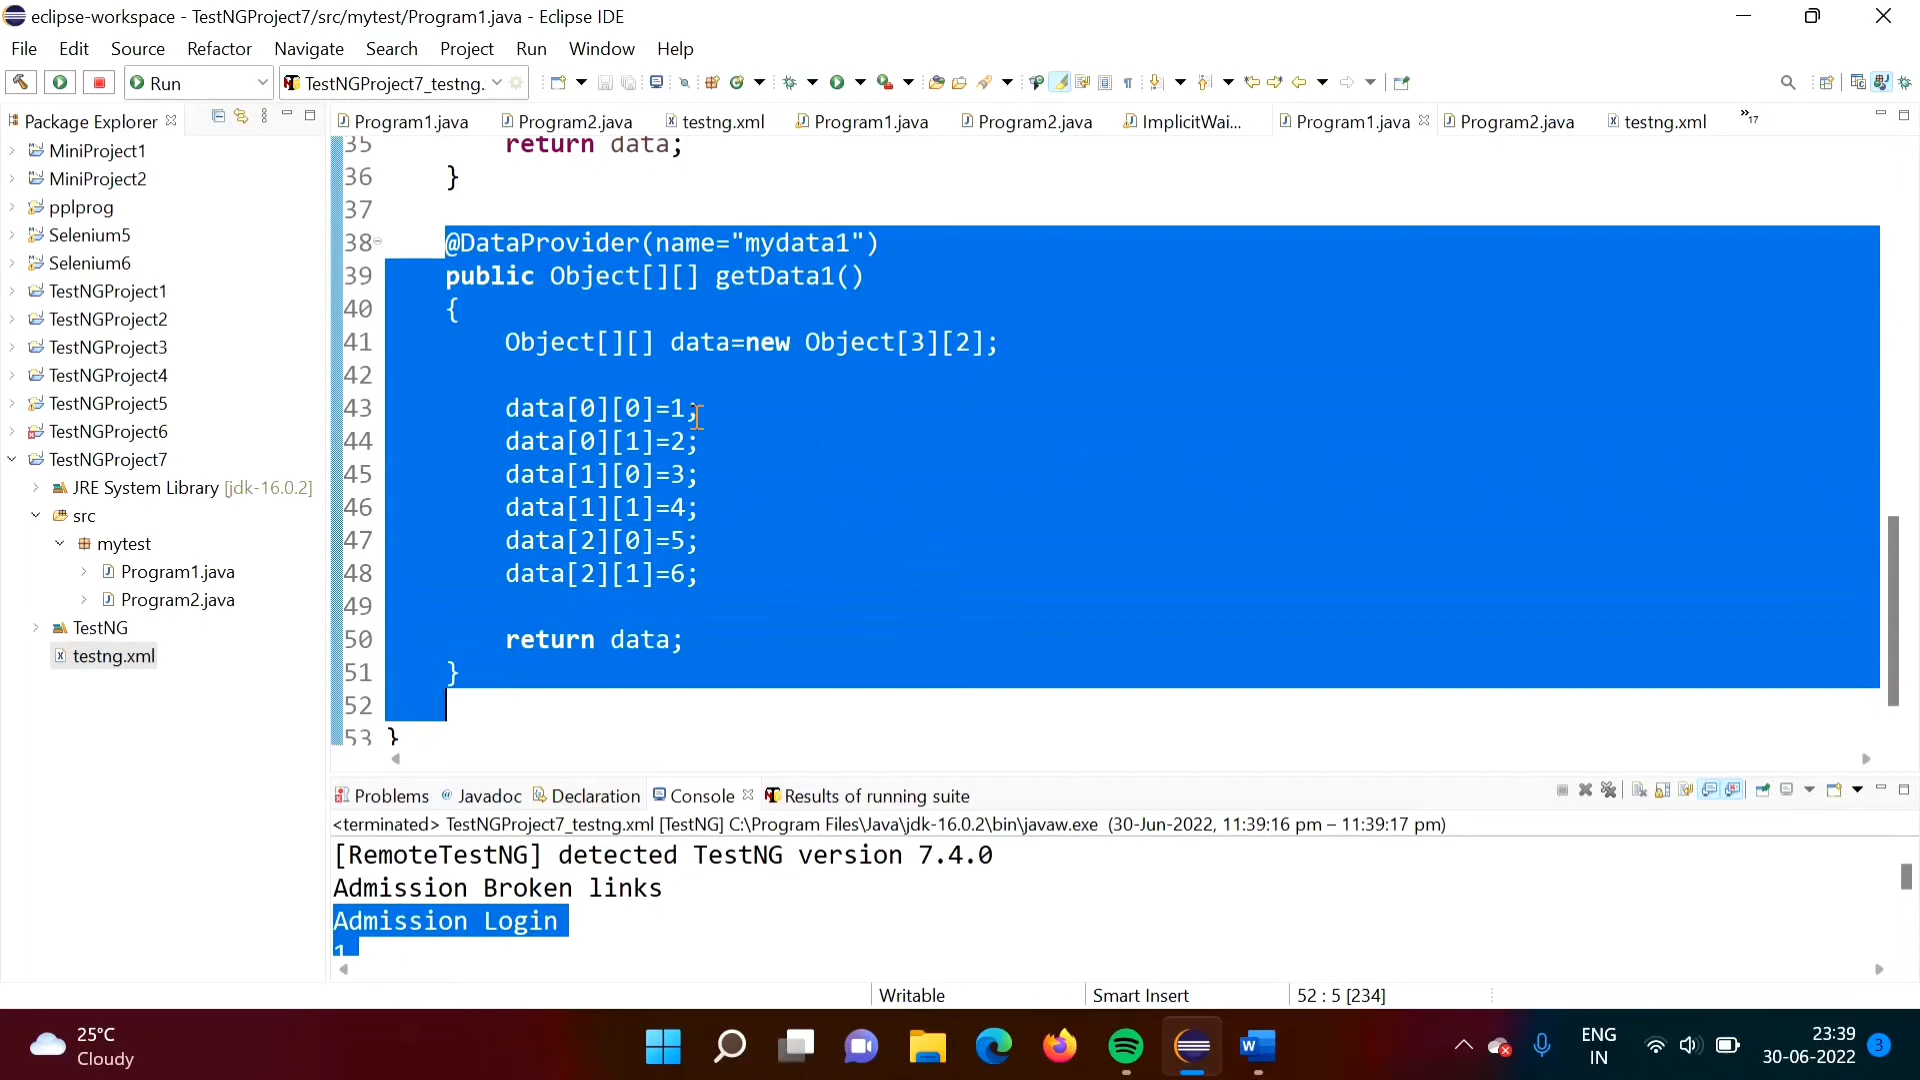 eclipse-workspace - TestNGProject7/src/mytest/Program1.java - Eclipse IDE
File Edit Source Refactor Navigate Search Project Run Window Help
Run TestNGProject7_testng.
Package Explorer
Program1.java Program2.java testng.xml Program1.java Program2.java ImplicitWai... Program1.java Program2.java testng.xml »17
MiniProject1
MiniProject2
pplprog
Selenium5
Selenium6
TestNGProject1
TestNGProject2
TestNGProject3
TestNGProject4
TestNGProject5
TestNGProject6
TestNGProject7
JRE System Library [jdk-16.0.2]
src
mytest
Program1.java
Program2.java
TestNG
testng.xml
35 return data;
36 }
37
38 @DataProvider(name="mydata1")
39 public Object[][] getData1()
40 {
41 Object[][] data=new Object[3][2];
42
43 data[0][0]=1;
44 data[0][1]=2;
45 data[1][0]=3;
46 data[1][1]=4;
47 data[2][0]=5;
48 data[2][1]=6;
49
50 return data;
51 }
52
53 }
Problems @ Javadoc Declaration Console Results of running suite
<terminated> TestNGProject7_testng.xml [TestNG] C:\Program Files\Java\jdk-16.0.2\bin\javaw.exe (30-Jun-2022, 11:39:16 pm – 11:39:17 pm)
[RemoteTestNG] detected TestNG version 7.4.0
Admission Broken links
Admission Login
1
Writable Smart Insert 52 : 5 [234]
25°C
Cloudy
W
ENG
IN
23:39
30-06-2022
3